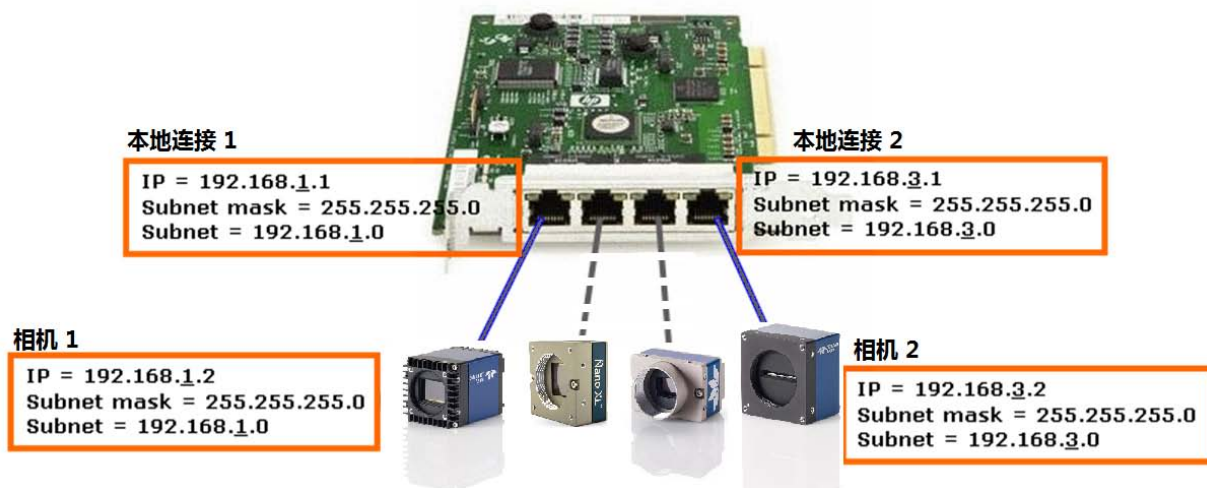 本地连接 1
IP = 192.168.1.1
Subnet mask = 255.255.255.0
Subnet = 192.168.1.0
本地连接 2
IP = 192.168.3.1
Subnet mask = 255.255.255.0
Subnet = 192.168.3.0
hp
相机 1
IP = 192.168.1.2
Subnet mask = 255.255.255.0
Subnet = 192.168.1.0
Nano XL
相机 2
IP = 192.168.3.2
Subnet mask = 255.255.255.0
Subnet = 192.168.3.0